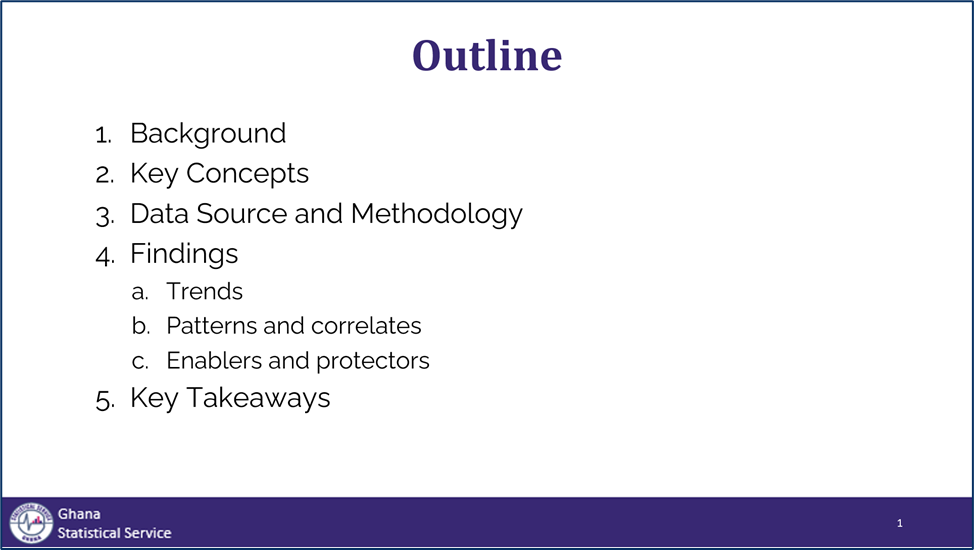 Outline
1. Background
2. Key Concepts
3. Data Source and Methodology
4. Findings
a. Trends
b. Patterns and correlates
c. Enablers and protectors
5. Key Takeaways
Ghana
Statistical Service
1